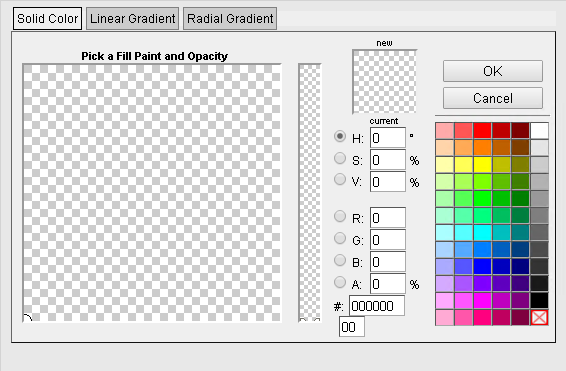 Solid Color Linear Gradient Radial Gradient
Pick a Fill Paint and Opacity
new
current
OK
Cancel
H: 0 °
S: 0 %
V: 0 %
R: 0
G: 0
B: 0
A: 0 %
#: 000000
00